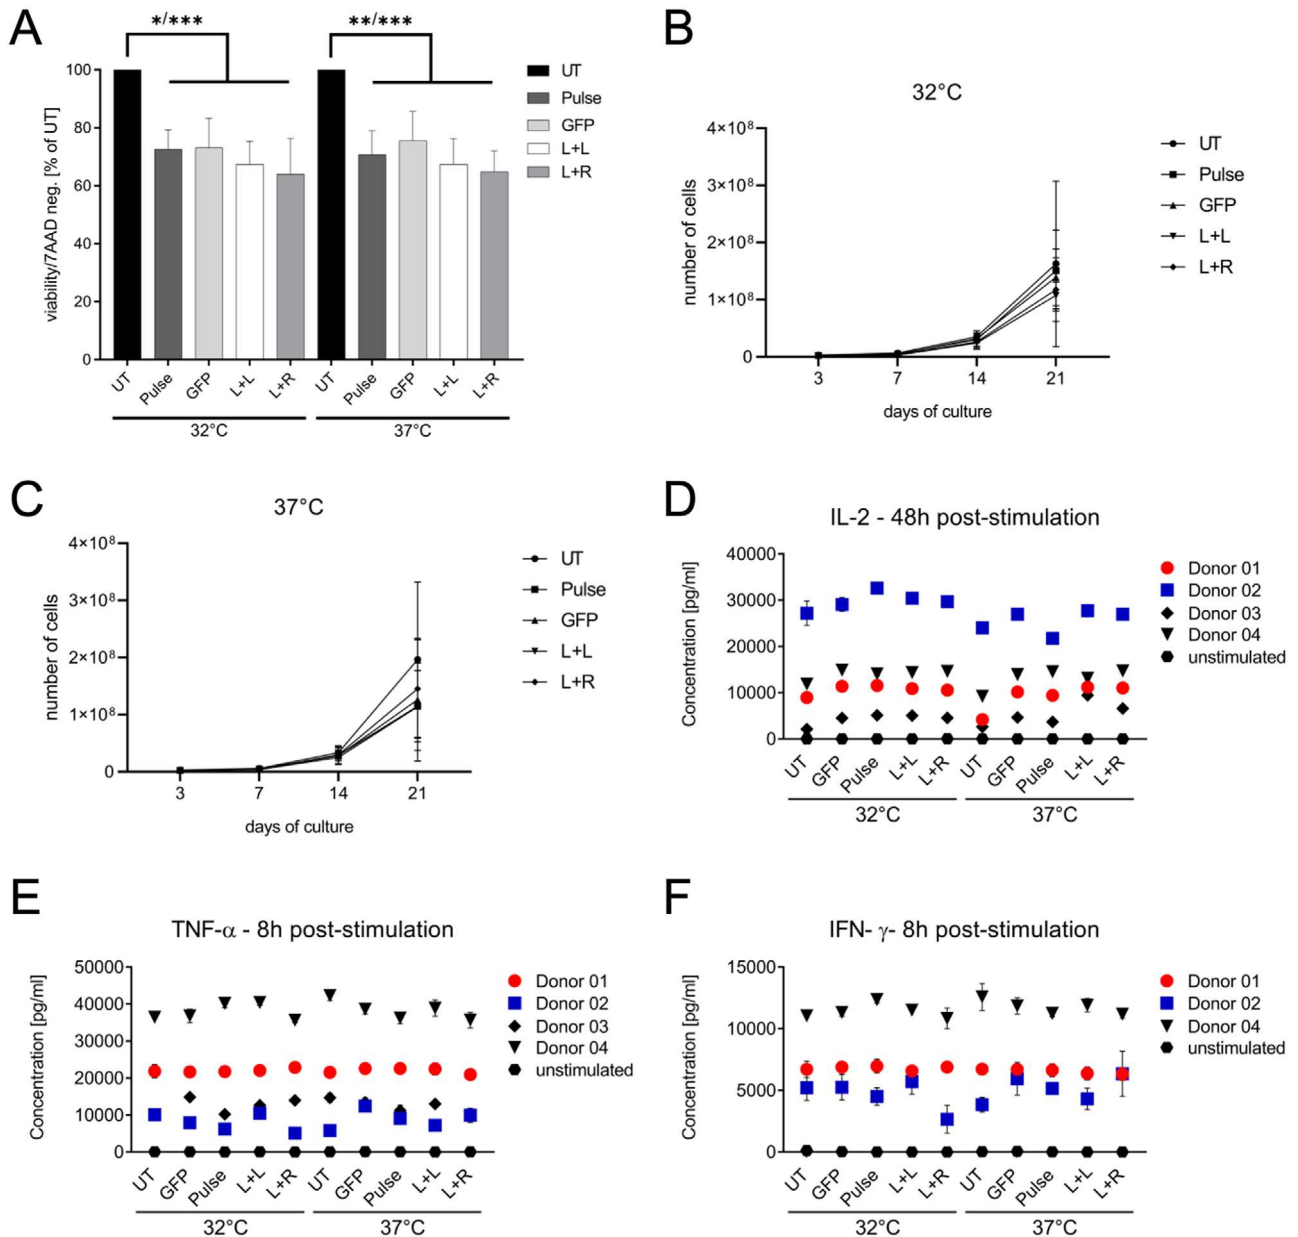 A
*/***
**/***
viability/7AAD neg. [% of UT]
100
80
60
40
20
0
UT
Pulse
GFP
L+L
L+R
UT
Pulse
GFP
L+L
L+R
32°C
37°C
UT
Pulse
GFP
L+L
L+R
B
32°C
number of cells
4×10⁸
3×10⁸
2×10⁸
1×10⁸
0
3
7
14
21
days of culture
UT
Pulse
GFP
L+L
L+R
C
37°C
number of cells
4×10⁸
3×10⁸
2×10⁸
1×10⁸
0
3
7
14
21
days of culture
UT
Pulse
GFP
L+L
L+R
D
IL-2 - 48h post-stimulation
Concentration [pg/ml]
40000
30000
20000
10000
0
UT
GFP
Pulse
L+L
L+R
UT
GFP
Pulse
L+L
L+R
32°C
37°C
Donor 01
Donor 02
Donor 03
Donor 04
unstimulated
E
TNF-α - 8h post-stimulation
Concentration [pg/ml]
50000
40000
30000
20000
10000
0
UT
GFP
Pulse
L+L
L+R
UT
GFP
Pulse
L+L
L+R
32°C
37°C
Donor 01
Donor 02
Donor 03
Donor 04
unstimulated
F
IFN- γ- 8h post-stimulation
Concentration [pg/ml]
15000
10000
5000
0
UT
GFP
Pulse
L+L
L+R
UT
GFP
Pulse
L+L
L+R
32°C
37°C
Donor 01
Donor 02
Donor 04
unstimulated